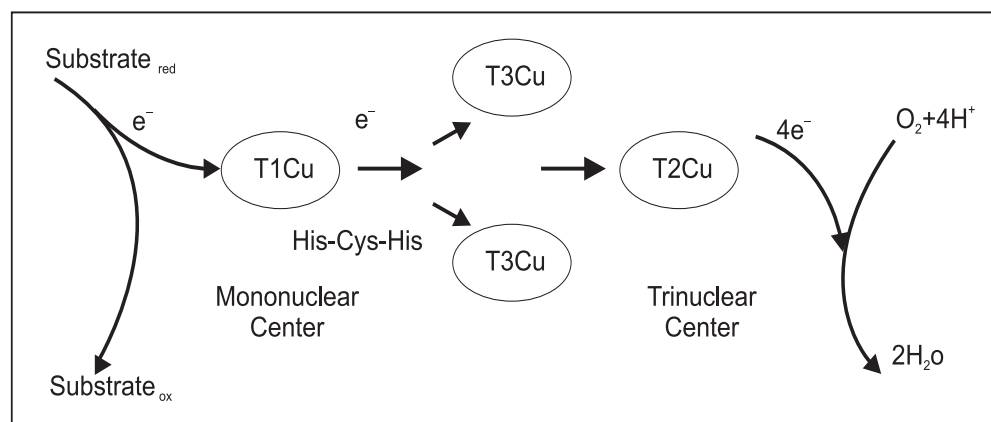 Substrate red
e⁻
T1Cu
e⁻
His-Cys-His
Mononuclear
Center
T3Cu
T3Cu
T2Cu
Trinuclear
Center
4e⁻
O₂+4H⁺
2H₂o
Substrate ox